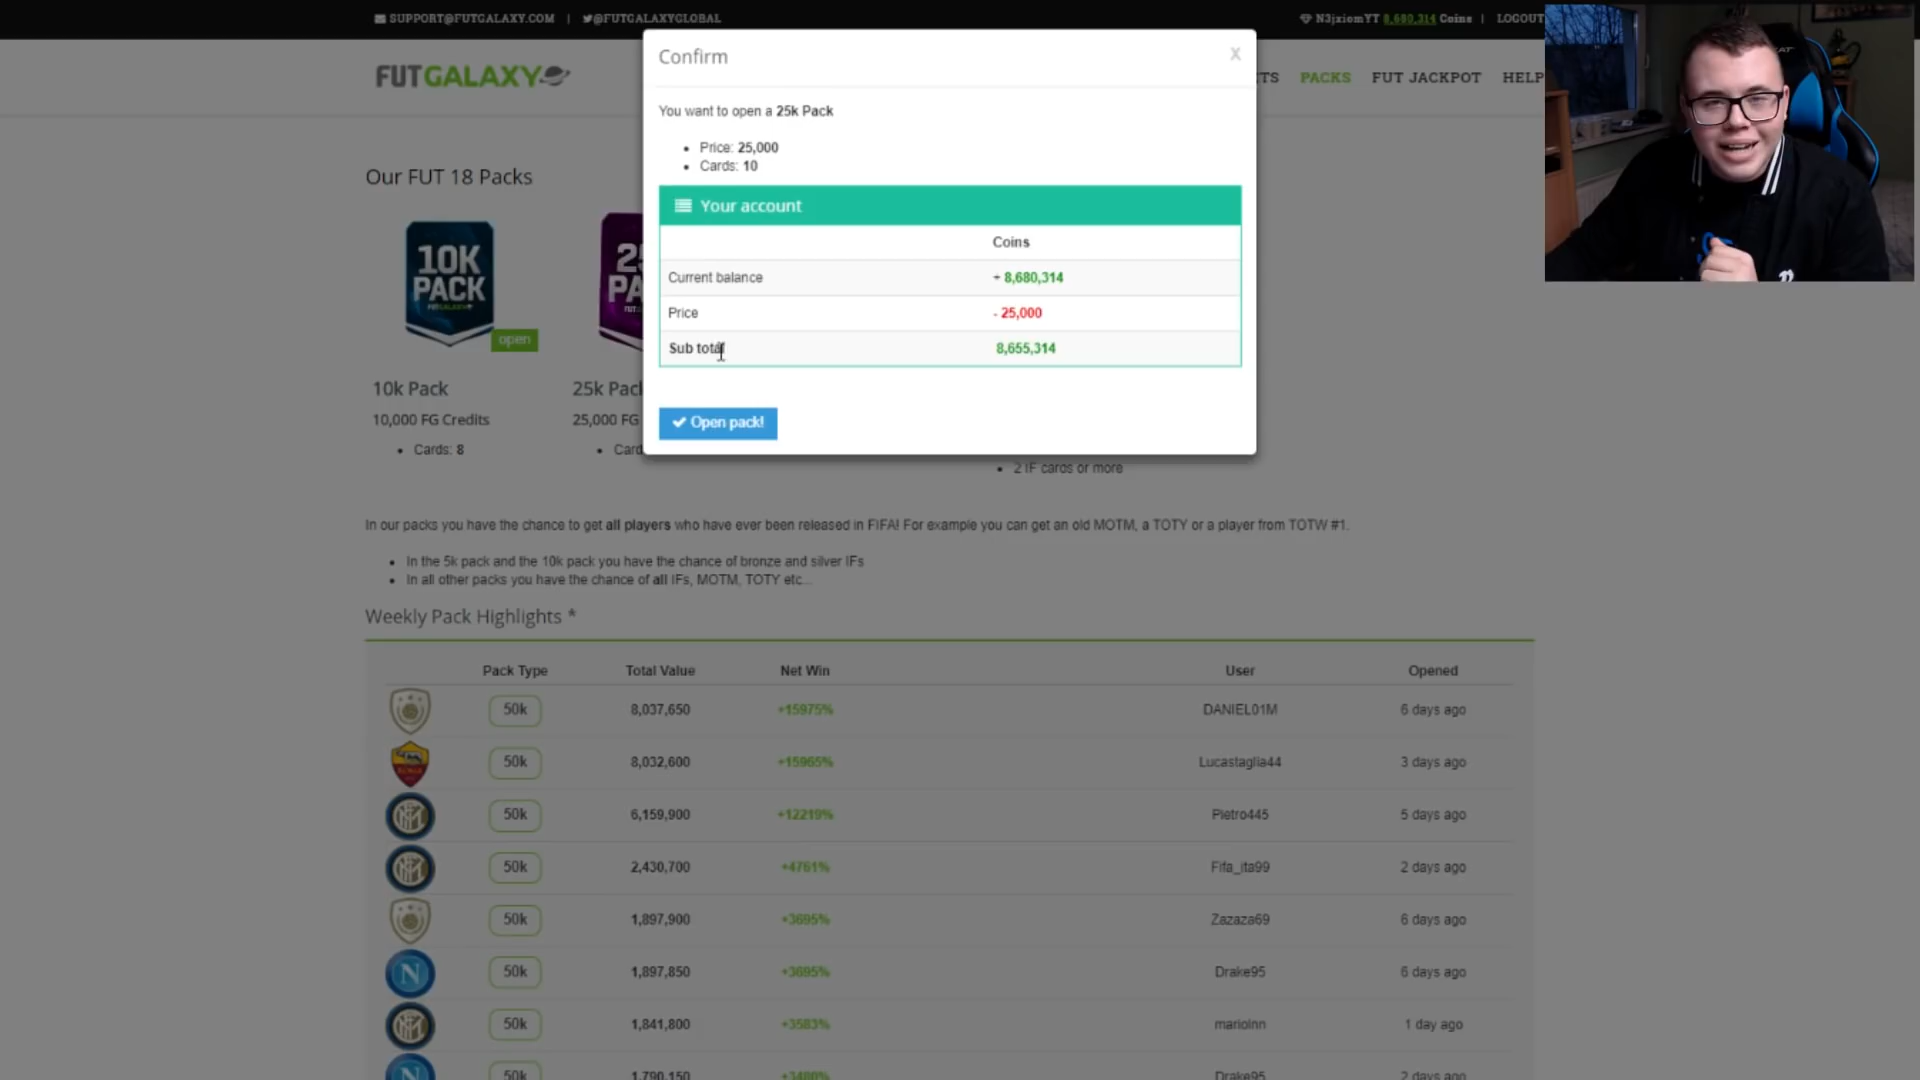 SUPPORT@FUTGALAXY.COM | @FUTGALAXYGLOBAL
N3jxiomYT 8,680,314 Coins | LOGOUT
FUTGALAXY
PACKS FUT JACKPOT HELP
Confirm
X
You want to open a 25k Pack
Price: 25,000
Cards: 10
Your account
Coins
Current balance + 8,680,314
Price - 25,000
Sub total 8,655,314
Open pack!
Our FUT 18 Packs
10K
PACK
FUTGALAXY
open
10k Pack
10,000 FG Credits
Cards: 8
25k
25,000 FG
2 IF cards or more
In our packs you have the chance to get all players who have ever been released in FIFA! For example you can get an old MOTM, a TOTY or a player from TOTW #1.
In the 5k pack and the 10k pack you have the chance of bronze and silver IFs
In all other packs you have the chance of all IFs, MOTM, TOTY etc...
Weekly Pack Highlights *
Pack Type Total Value Net Win User Opened
50k 8,037,650 +15975% DANIEL01M 6 days ago
50k 8,032,600 +15965% Lucastaglia44 3 days ago
50k 6,159,900 +12219% Pietro445 5 days ago
50k 2,430,700 +4761% Fifa_ita99 2 days ago
50k 1,897,900 +3695% Zazaza69 6 days ago
N 50k 1,897,850 +3695% Drake95 6 days ago
50k 1,841,800 +3583% 1 day ago
50k 1,790,150 +3480% Drake95 2 days ago